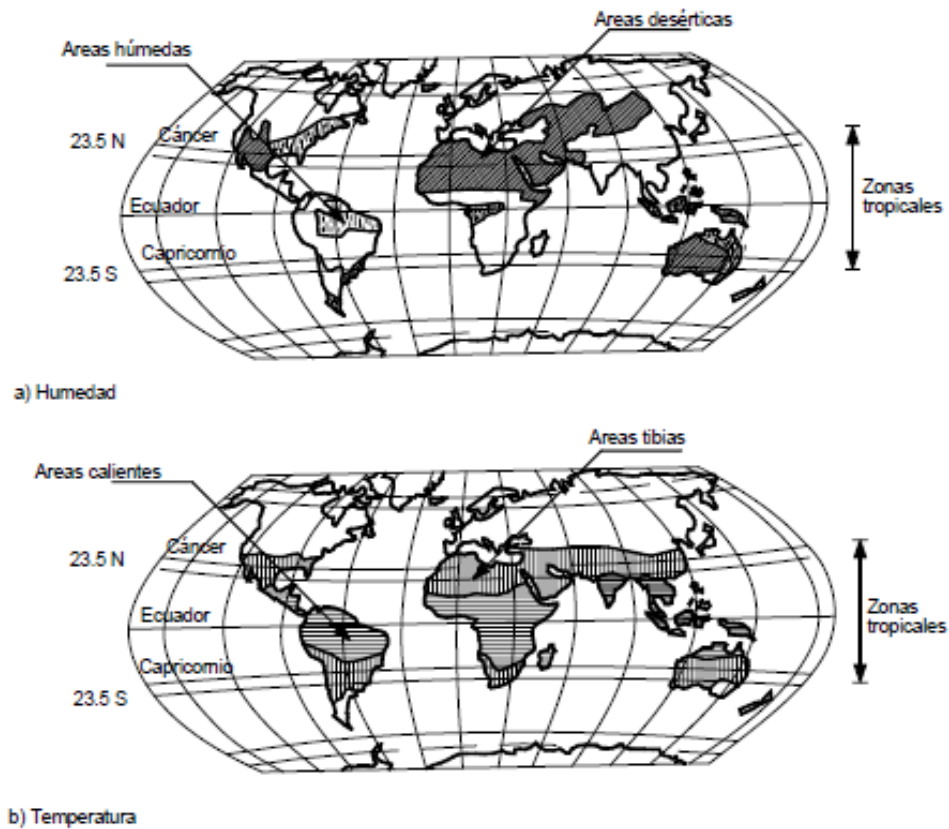 Areas desérticas
Areas húmedas
23.5 N
Cáncer
Ecuador
Zonas
tropicales
Capricornio
23.5 S
a) Humedad
Areas tibias
Areas calientes
23.5 N
Cáncer
Ecuador
Zonas
tropicales
Capricornio
23.5 S
b) Temperatura